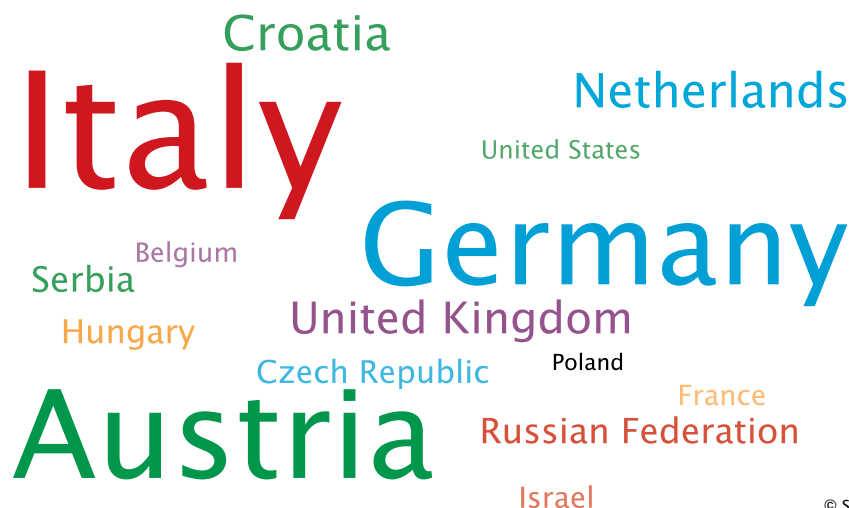 Croatia
Italy
Netherlands
United States
Germany
Belgium
Serbia
United Kingdom
Hungary
Poland
Czech Republic
France
Austria
Russian Federation
Israel
© S